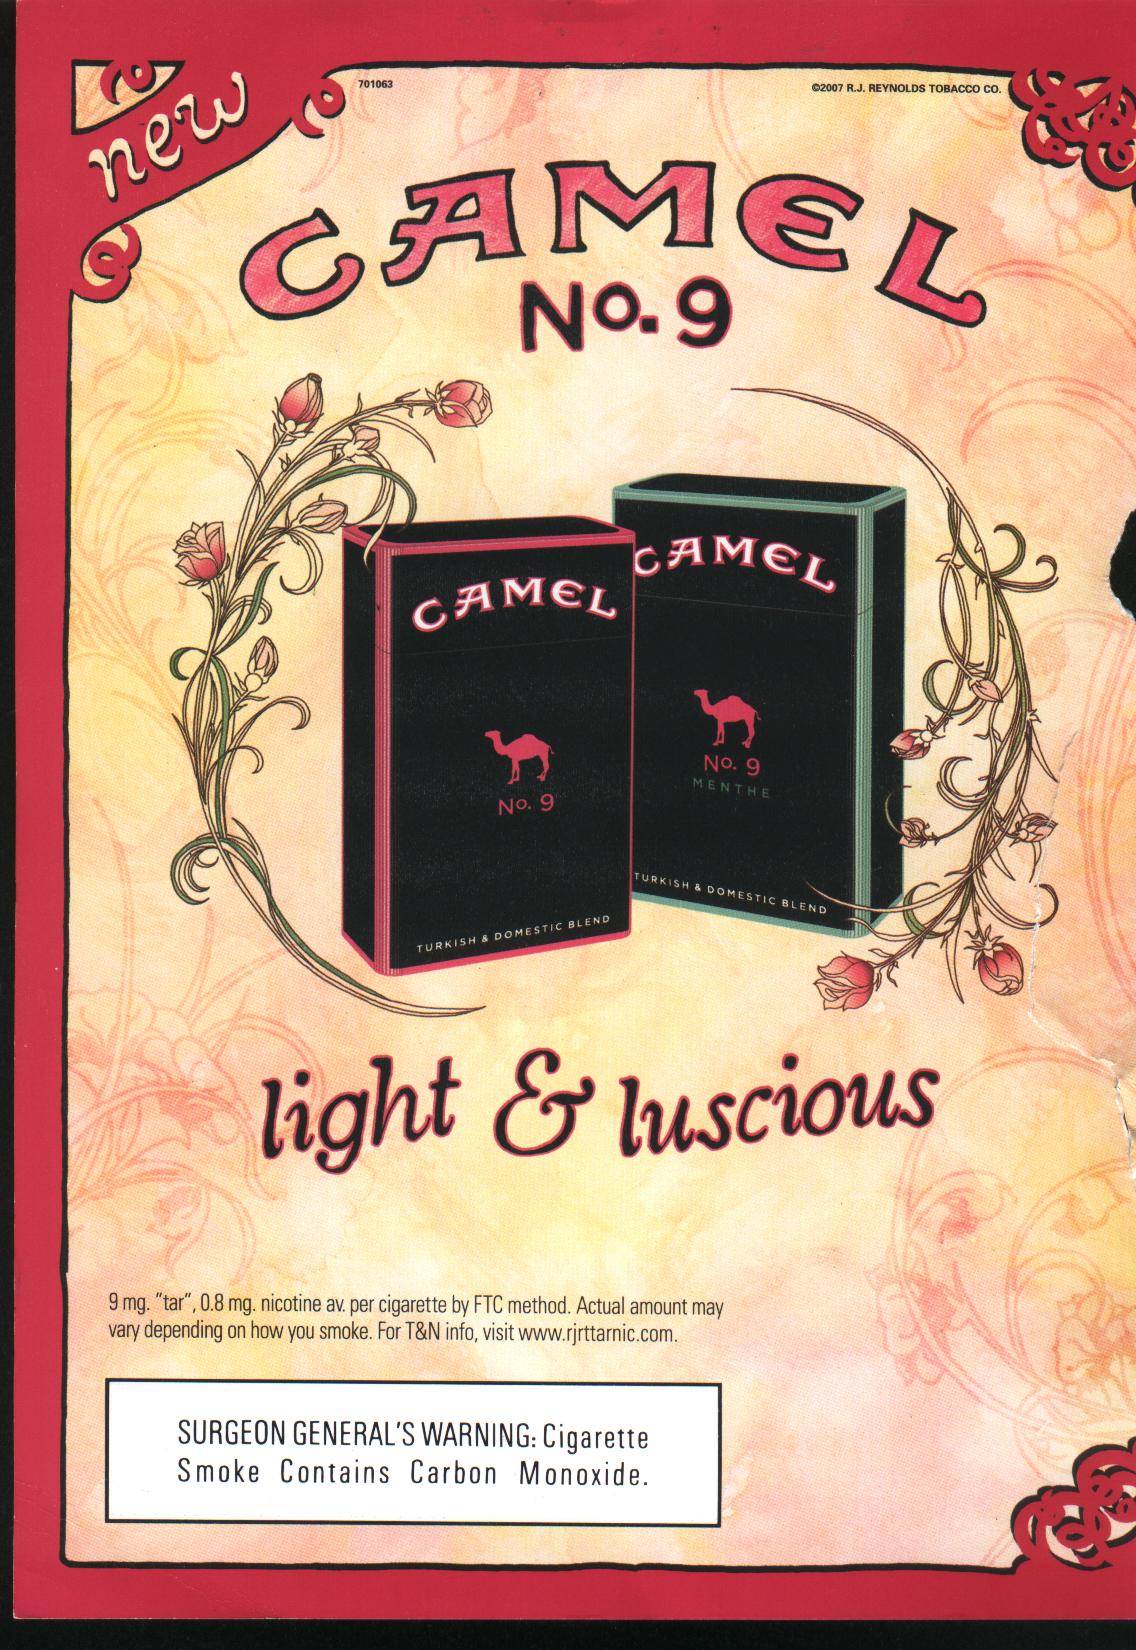 new
701063
©2007 R.J. REYNOLDS TOBACCO CO.
CAMEL
No. 9
CAMEL
No. 9
TURKISH & DOMESTIC BLEND
CAMEL
No. 9
MENTHE
TURKISH & DOMESTIC BLEND
light & luscious
9 mg. "tar", 0.8 mg. nicotine av. per cigarette by FTC method. Actual amount may
vary depending on how you smoke. For T&N info, visit www.rjrttarnic.com.
SURGEON GENERAL'S WARNING: Cigarette
Smoke Contains Carbon Monoxide.